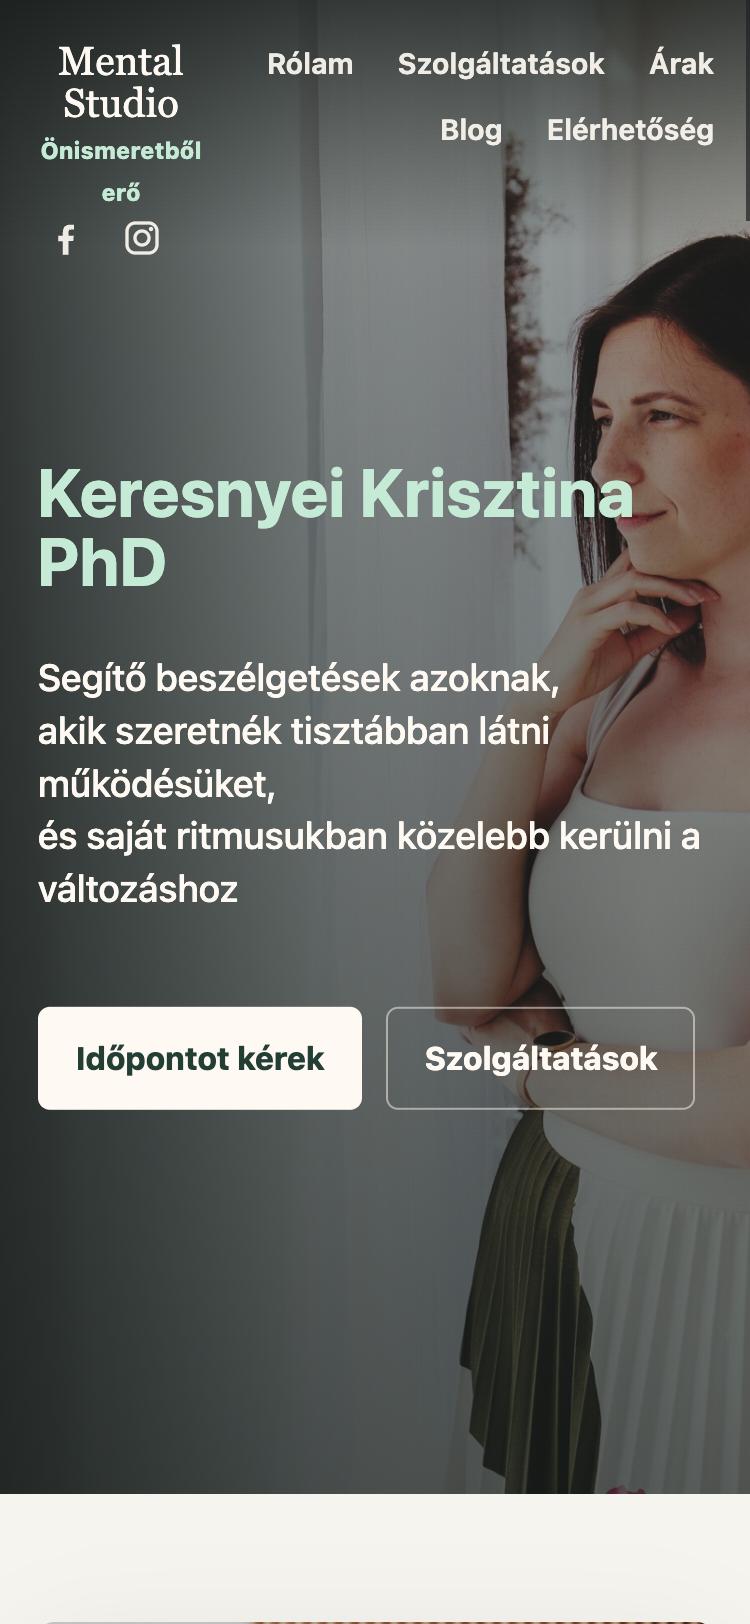 Mental
Studio
Önismeretből
erő
Rólam Szolgáltatások Árak
Blog Elérhetőség
Keresnyei Krisztina
PhD
Segítő beszélgetések azoknak,
akik szeretnék tisztábban látni
működésüket,
és saját ritmusukban közelebb kerülni a
változáshoz
Időpontot kérek Szolgáltatások